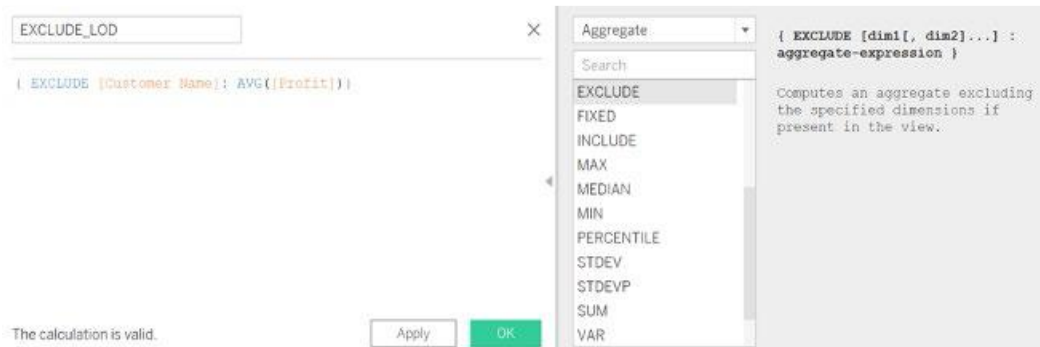 EXCLUDE_LOD
{ EXCLUDE [Customer Name]: AVG([Profit])}
The calculation is valid.
Apply
OK
Aggregate
Search
EXCLUDE
FIXED
INCLUDE
MAX
MEDIAN
MIN
PERCENTILE
STDEV
STDEVP
SUM
VAR
{ EXCLUDE [dim1[, dim2]...] :
aggregate-expression }
Computes an aggregate excluding
the specified dimensions if
present in the view.